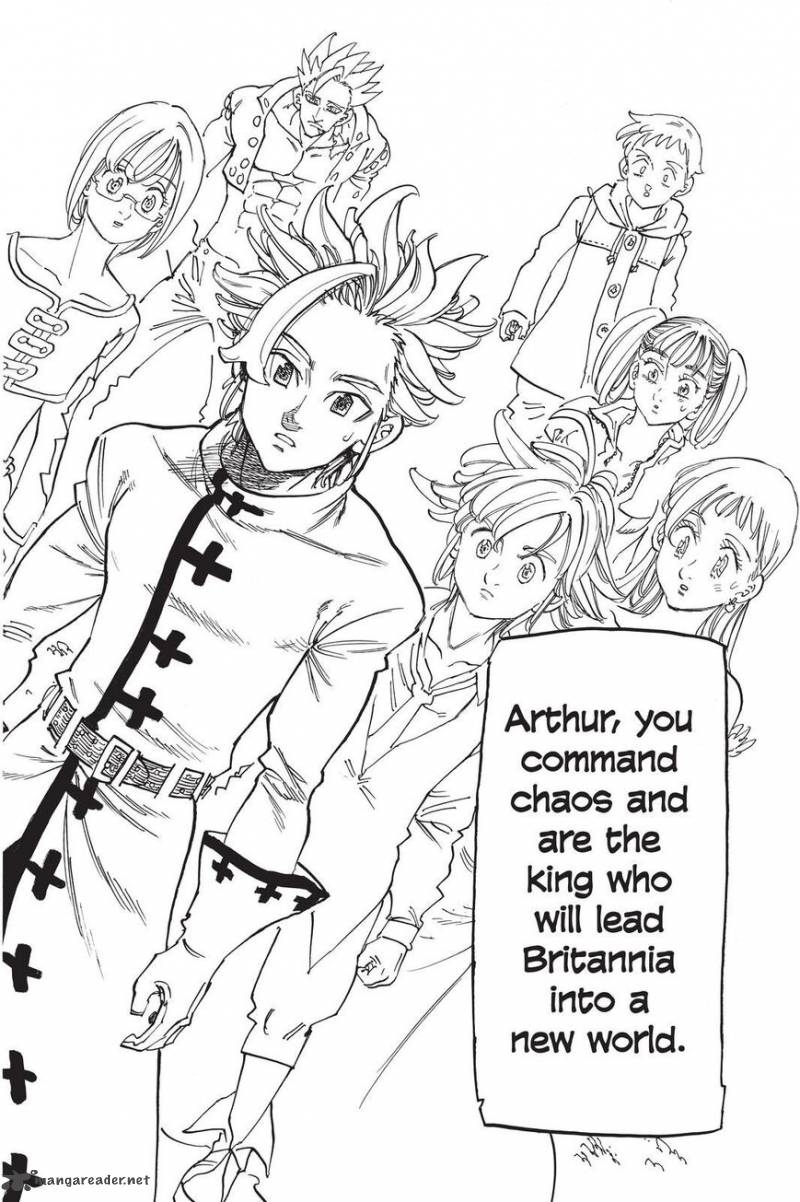 Arthur, you
command
chaos and
are the
king who
will lead
Britannia
into a
new world.
mangareader.net